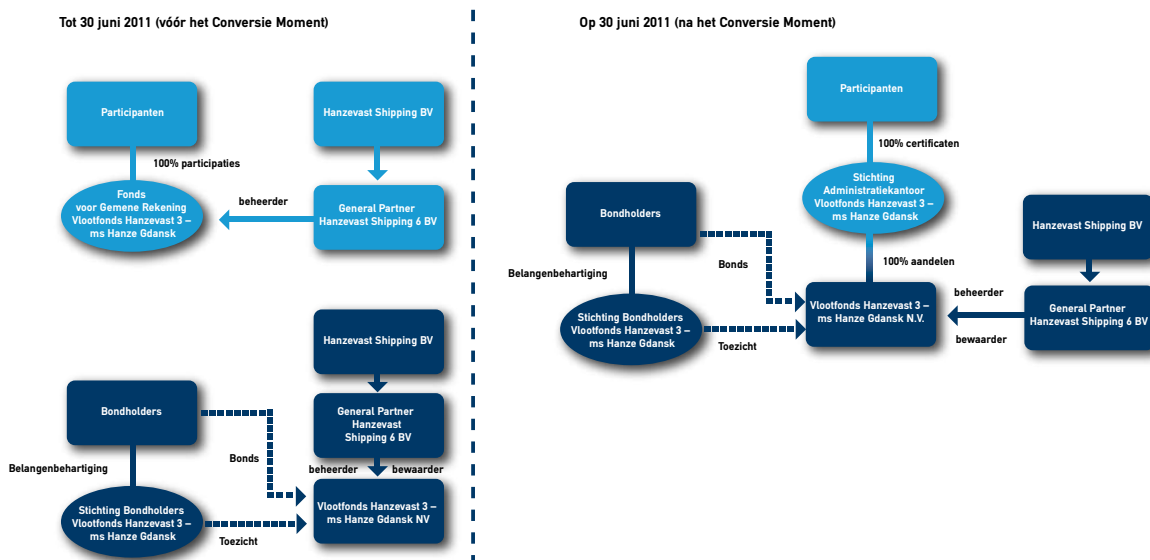 Tot 30 juni 2011 (vóór het Conversie Moment)
Participanten
Hanzevast Shipping BV
100% participaties
Fonds
voor Gemene Rekening
Vlootfonds Hanzevast 3 –
ms Hanze Gdansk
beheerder
General Partner
Hanzevast Shipping 6 BV
Hanzevast Shipping BV
Bondholders
General Partner
Hanzevast
Shipping 6 BV
Belangenbehartiging
Bonds
beheerder
bewaarder
Stichting Bondholders
Vlootfonds Hanzevast 3 –
ms Hanze Gdansk
Toezicht
Vlootfonds Hanzevast 3 –
ms Hanze Gdansk NV
Op 30 juni 2011 (na het Conversie Moment)
Participanten
100% certificaten
Stichting
Administratiekantoor
Vlootfonds Hanzevast 3 –
ms Hanze Gdansk
Bondholders
Hanzevast Shipping BV
Belangenbehartiging
Bonds
100% aandelen
Stichting Bondholders
Vlootfonds Hanzevast 3 –
ms Hanze Gdansk
Toezicht
Vlootfonds Hanzevast 3 –
ms Hanze Gdansk N.V.
beheerder
bewaarder
General Partner
Hanzevast Shipping 6 BV